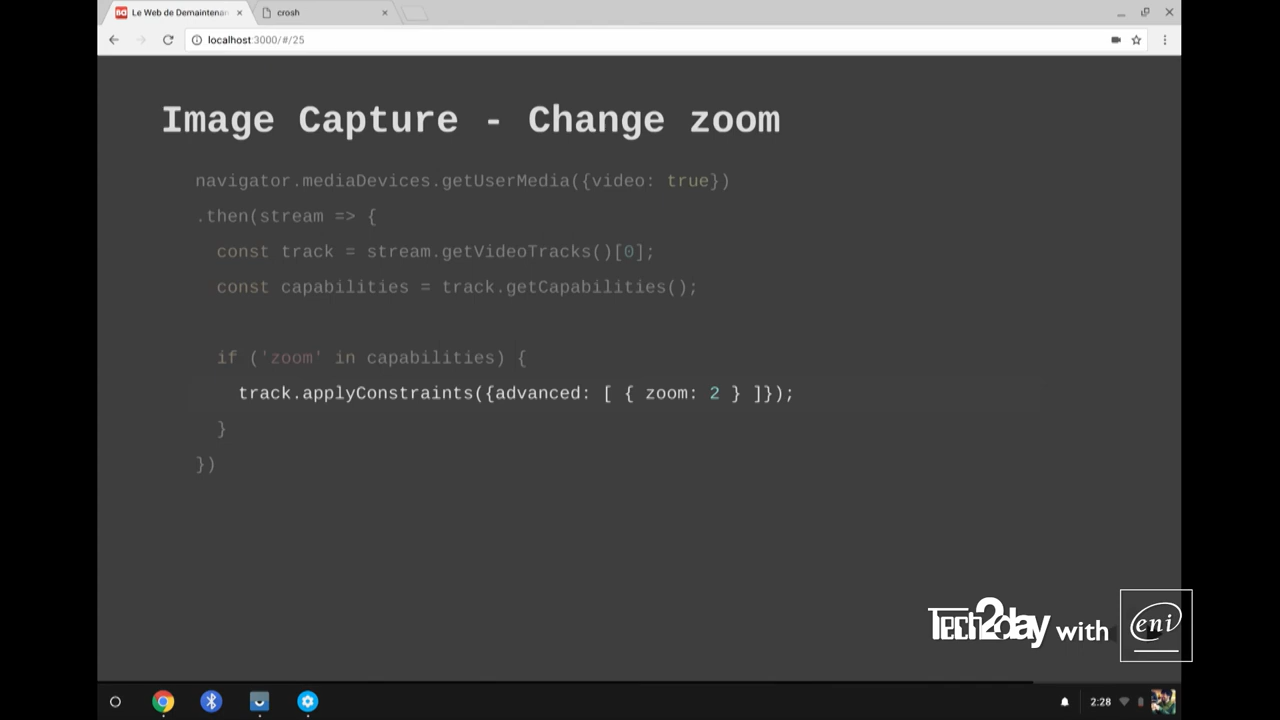 Le Web de Demaintenan
crosh
localhost:3000/#/25
Image Capture - Change zoom
navigator.mediaDevices.getUserMedia({video: true})
.then(stream => {
const track = stream.getVideoTracks()[0];
const capabilities = track.getCapabilities();
if ('zoom' in capabilities) {
track.applyConstraints({advanced: [ { zoom: 2 } ]});
}
})
Tech2day with eni
2:28